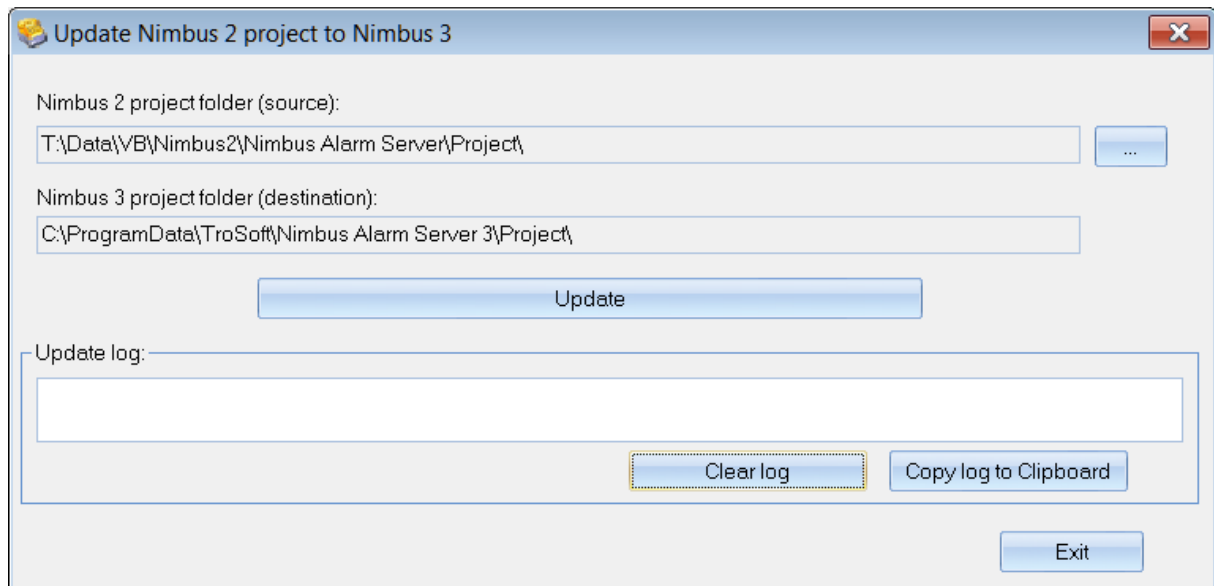 Update Nimbus 2 project to Nimbus 3
Nimbus 2 project folder (source):
T:\Data\VB\Nimbus2\Nimbus Alarm Server\Project\
...
Nimbus 3 project folder (destination):
C:\ProgramData\TroSoft\Nimbus Alarm Server 3\Project\
Update
Update log:
Clear log
Copy log to Clipboard
Exit